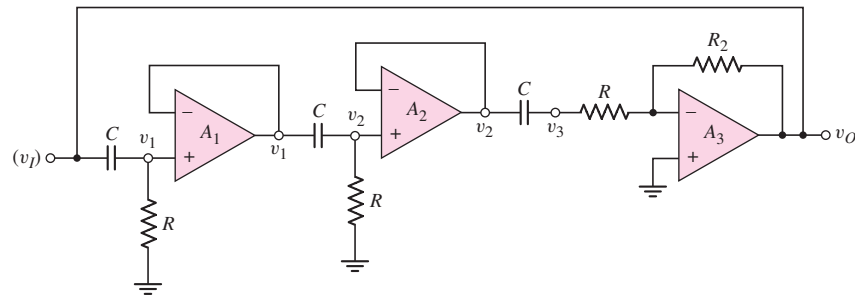 R₂
C
R
C
A₂
v₂
C
v₁
A₁
v₂
v₃
A₃
v_O
(v_I)
v₁
R
R
− + − + − +